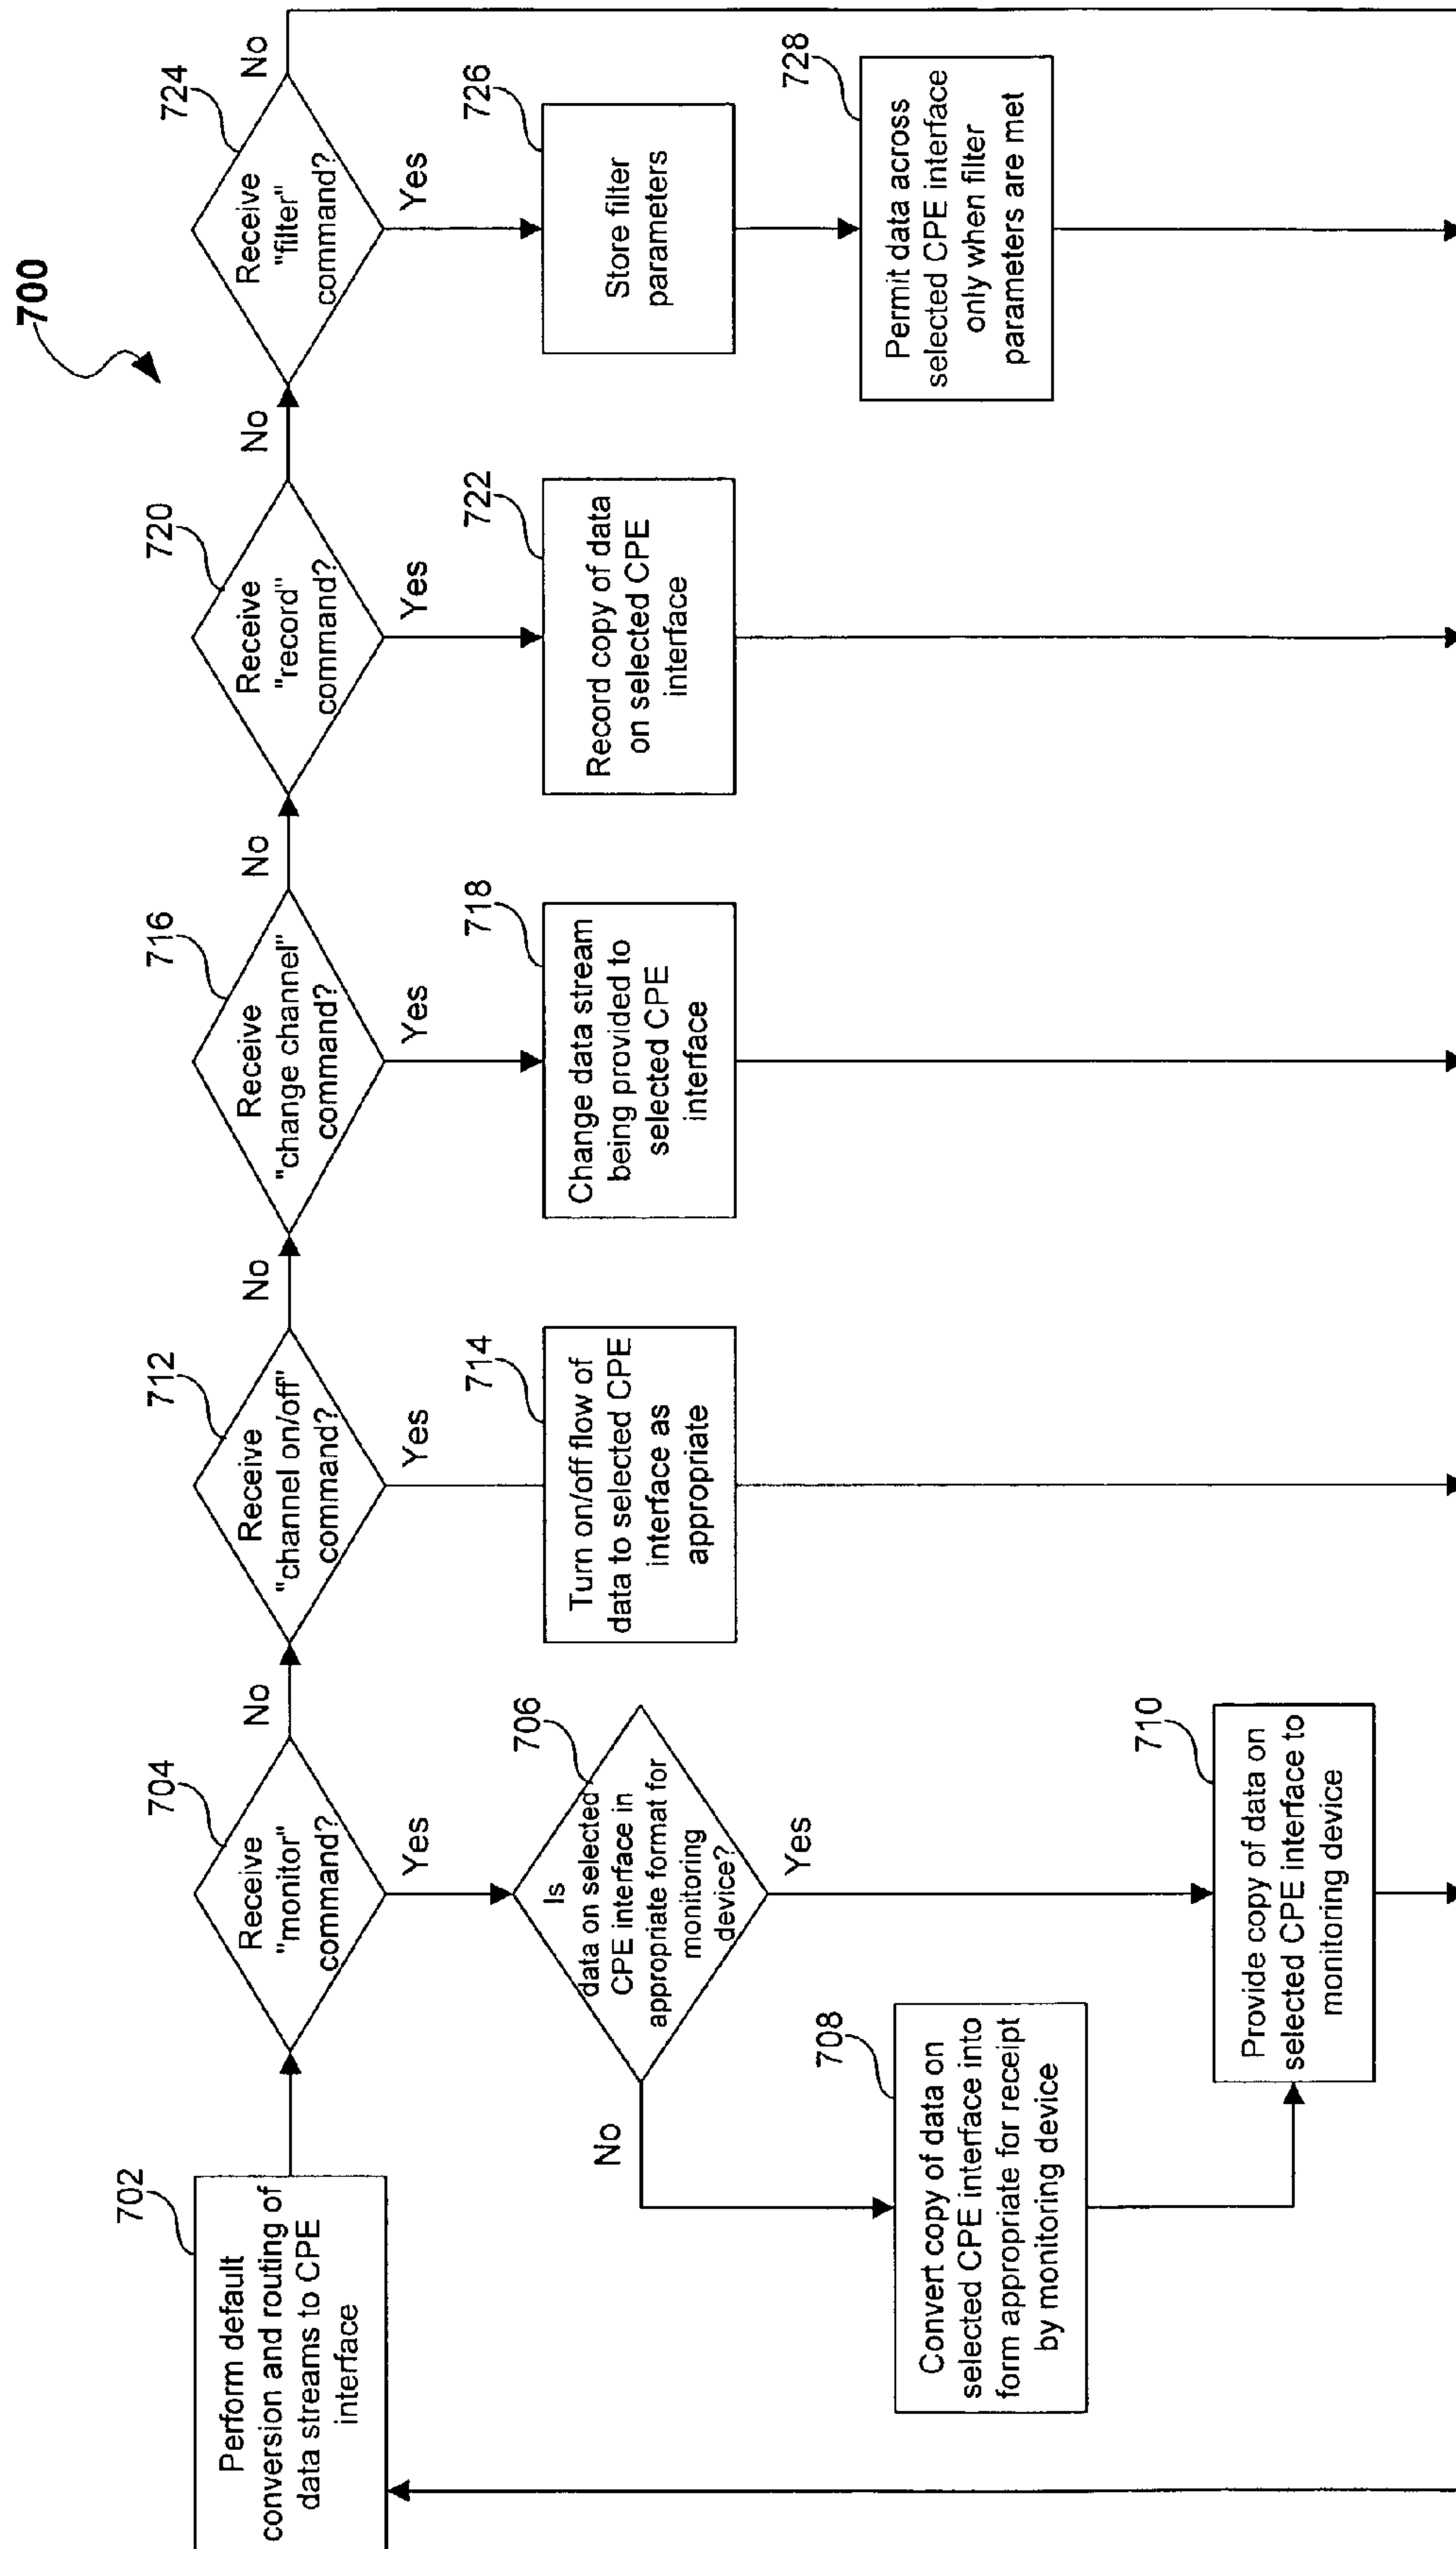 700
702
Perform default
conversion and routing of
data streams to CPE
interface
704
Receive
"monitor"
command?
No
Yes
706
Is
data on selected
CPE interface in
appropriate format for
monitoring
device?
No
Yes
708
Convert copy of data on
selected CPE interface into
form appropriate for receipt
by monitoring device
710
Provide copy of data on
selected CPE interface to
monitoring device
712
Receive
"channel on/off"
command?
No
Yes
714
Turn on/off flow of
data to selected CPE
interface as
appropriate
716
Receive
"change channel"
command?
No
Yes
718
Change data stream
being provided to
selected CPE
interface
720
Receive
"record"
command?
No
Yes
722
Record copy of data
on selected CPE
interface
724
Receive
"filter"
command?
No
Yes
726
Store filter
parameters
728
Permit data across
selected CPE interface
only when filter
parameters are met